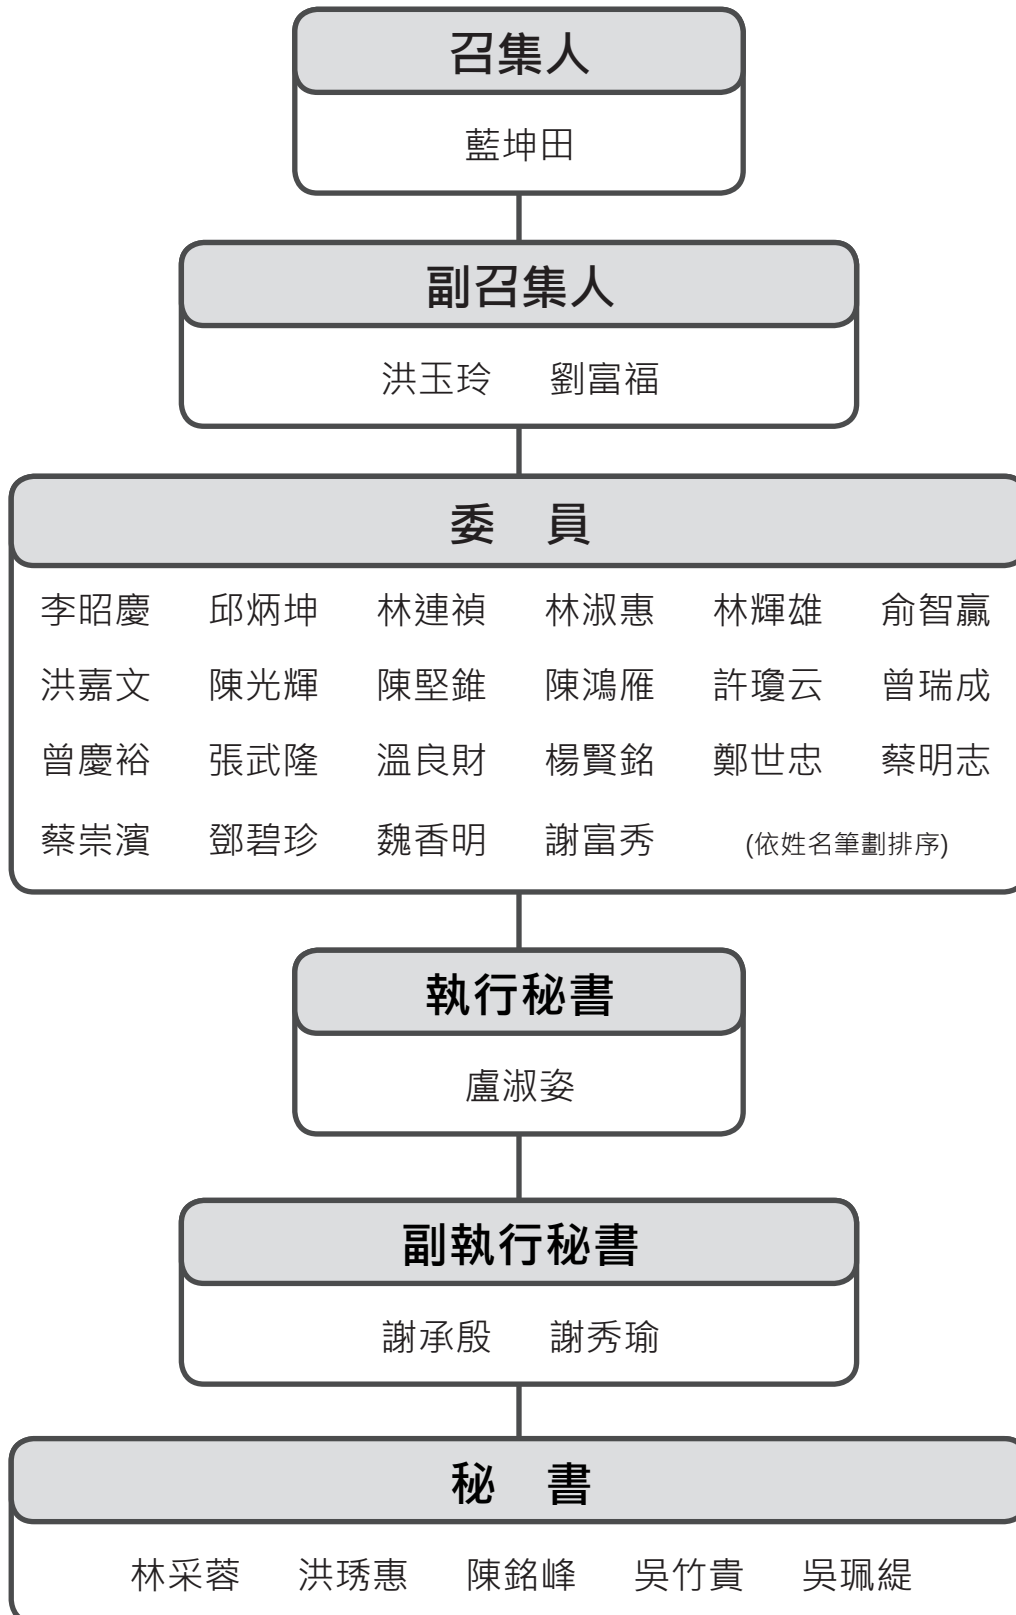 召集人
藍坤田
副召集人
洪玉玲 劉富福
委 員
李昭慶 邱炳坤 林連禎 林淑惠 林輝雄 俞智贏
洪嘉文 陳光輝 陳堅錐 陳鴻雁 許瓊云 曾瑞成
曾慶裕 張武隆 溫良財 楊賢銘 鄭世忠 蔡明志
蔡崇濱 鄧碧珍 魏香明 謝富秀 (依姓名筆劃排序)
執行秘書
盧淑姿
副執行秘書
謝承殷 謝秀瑜
秘 書
林采蓉 洪琇惠 陳銘峰 吳竹貴 吳珮緹